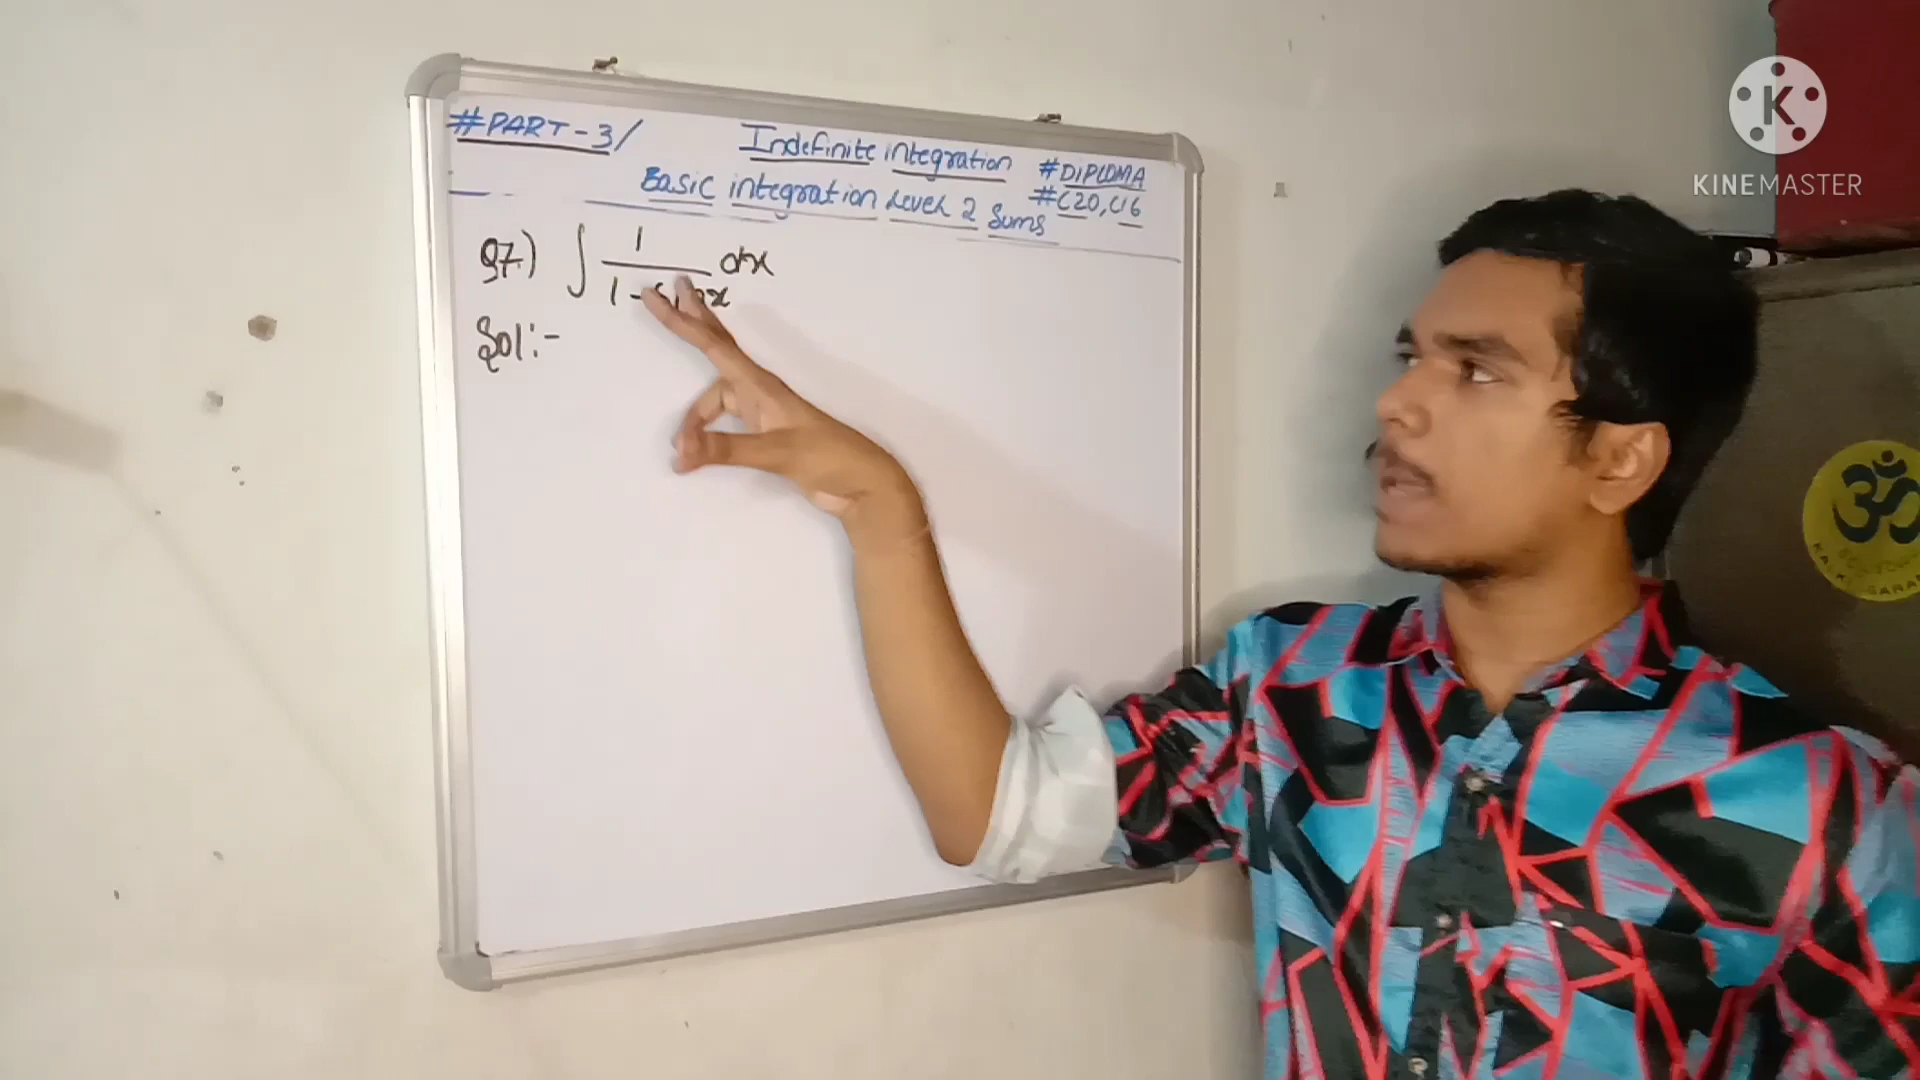 #PART-3/ Indefinite integration #DIPLOMA
Basic integration Level 2 Sums #C20, C16
Q7.) ∫ 1 / 1 - sinx dx
Sol:-
K
KINEMASTER
ॐ